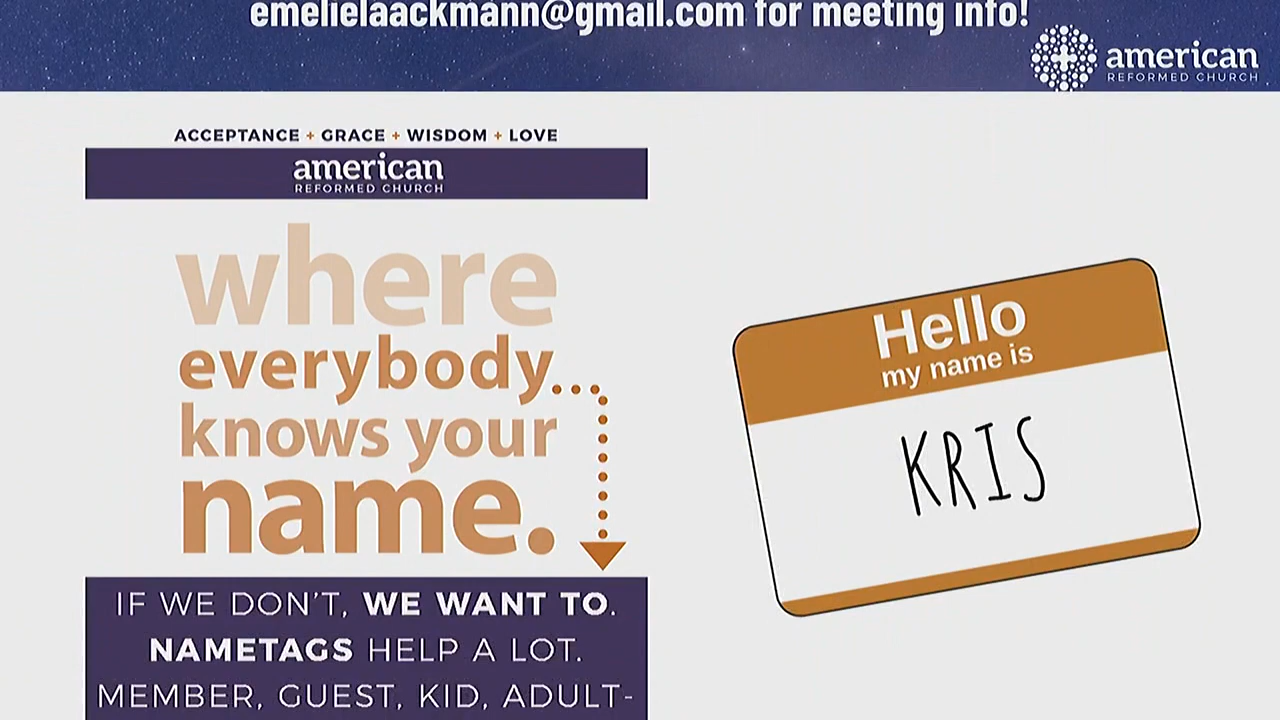 emelielaackmann@gmail.com for meeting info!
american
REFORMED CHURCH
ACCEPTANCE + GRACE + WISDOM + LOVE
american
REFORMED CHURCH
where
everybody...
knows your
name.
IF WE DON'T, WE WANT TO.
NAMETAGS HELP A LOT.
MEMBER, GUEST, KID, ADULT-
Hello
my name is
KRIS